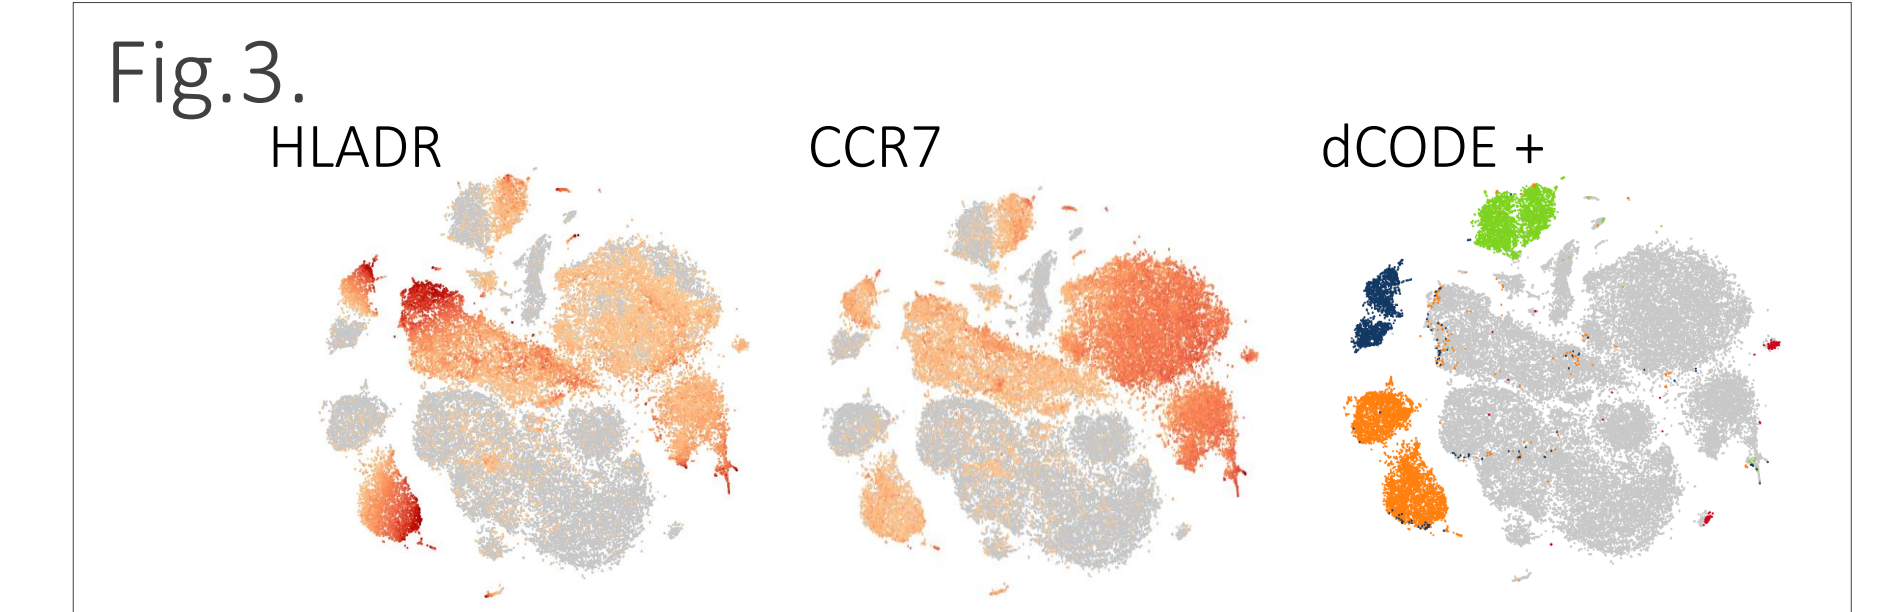 Fig.3.
HLADR
CCR7
dCODE +